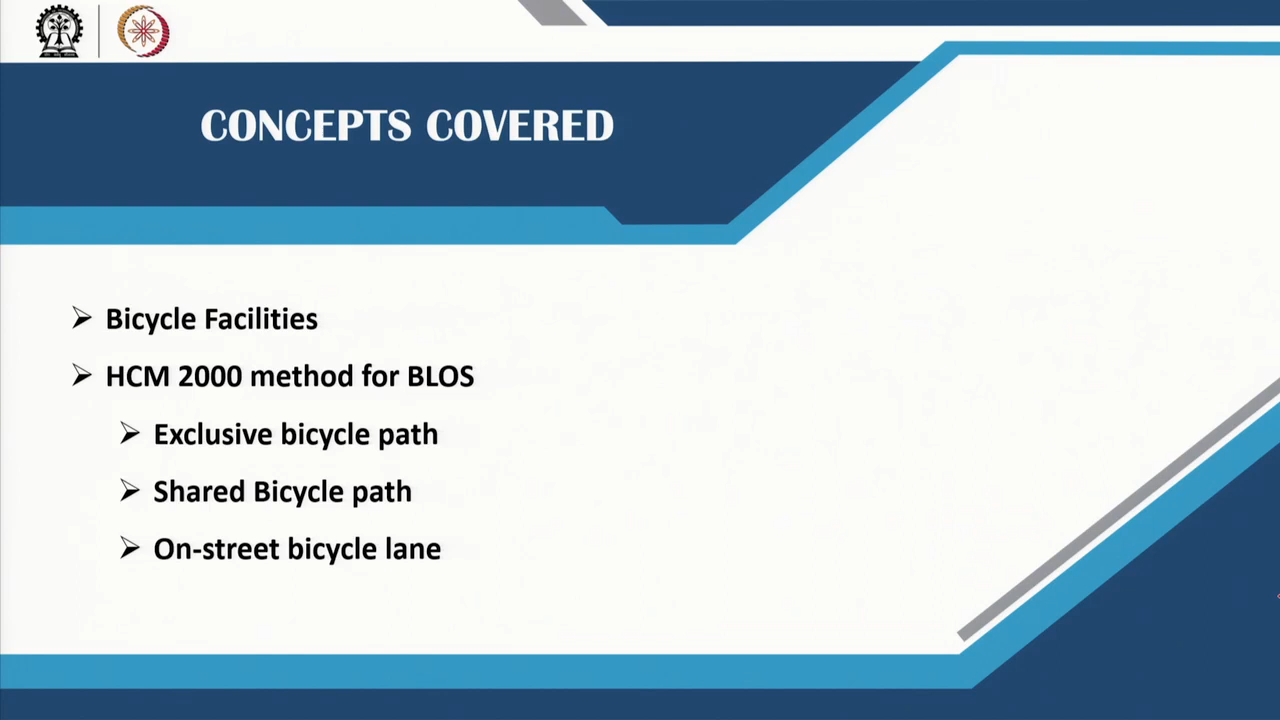 CONCEPTS COVERED
Bicycle Facilities
HCM 2000 method for BLOS
Exclusive bicycle path
Shared Bicycle path
On-street bicycle lane